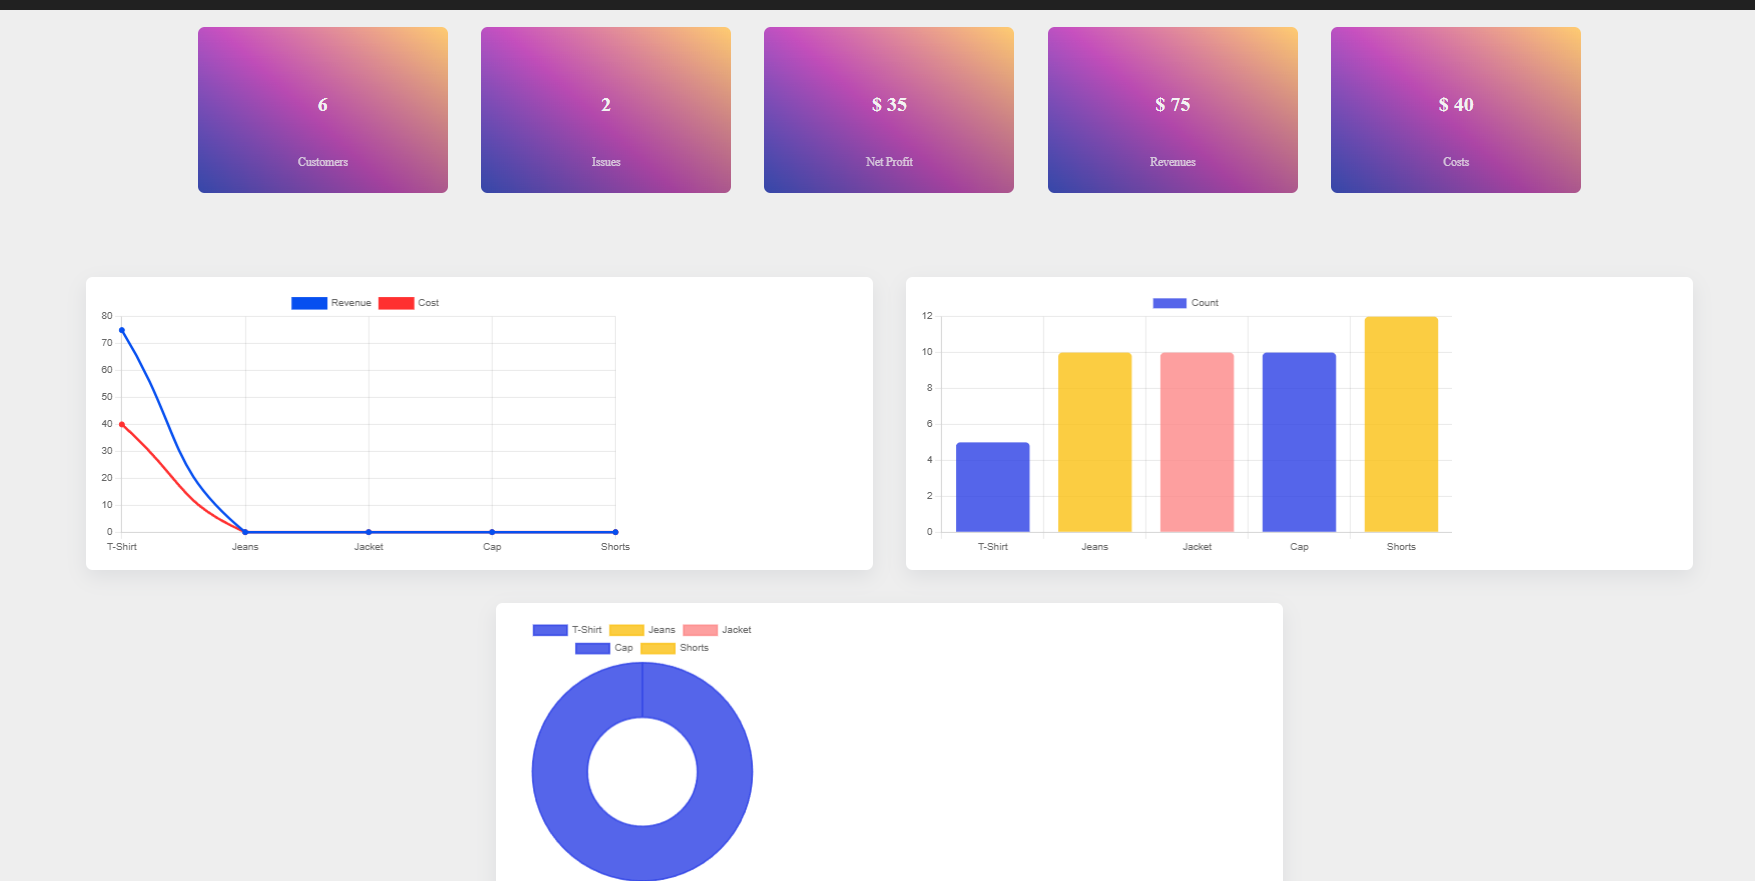 6
Customers
2
Issues
$ 35
Net Profit
$ 75
Revenues
$ 40
Costs
Revenue Cost
80
70
60
50
40
30
20
10
0
T-Shirt Jeans Jacket Cap Shorts
Count
12
10
8
6
4
2
0
T-Shirt Jeans Jacket Cap Shorts
T-Shirt Jeans Jacket
Cap Shorts